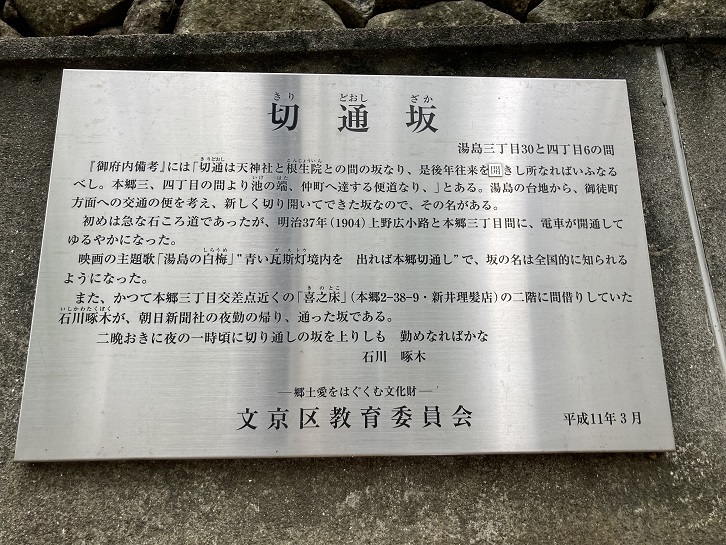 切通坂
湯島三丁目30と四丁目6の間
『御府内備考』には「切通は天神社と根生院との間の坂なり、是後年往来を開きし所なればいふなる
べし。本郷三、四丁目の間より池の端、仲町へ達する便道なり、」とある。湯島の台地から、御徒町
方面への交通の便を考え、新しく切り開いてできた坂なので、その名がある。
初めは急な石ころ道であったが、明治37年(1904)上野広小路と本郷三丁目間に、電車が開通して
ゆるやかになった。
映画の主題歌「湯島の白梅」"青い瓦斯灯境内を 出れば本郷切通し"で、坂の名は全国的に知られる
ようになった。
また、かつて本郷三丁目交差点近くの「喜之床」(本郷2-38-9・新井理髪店)の二階に間借りしていた
石川啄木が、朝日新聞社の夜勤の帰り、通った坂である。
二晩おきに夜の一時頃に切り通しの坂を上りしも 勤めなればかな
石川 啄木
―郷土愛をはぐくむ文化財―
文京区教育委員会 平成11年3月